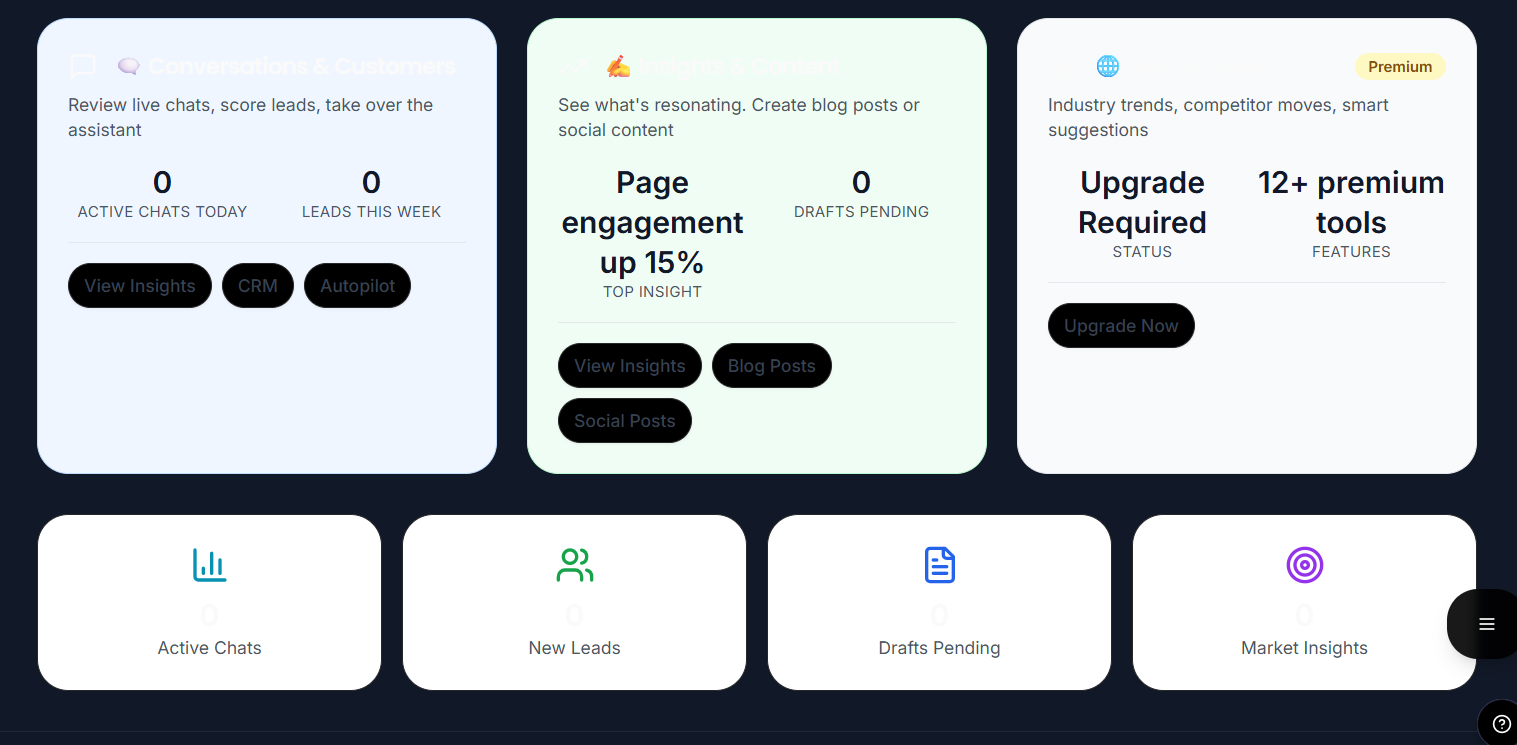 Conversations & Customers
Review live chats, score leads, take over the
assistant
0
ACTIVE CHATS TODAY
0
LEADS THIS WEEK
View Insights
CRM
Autopilot
Insights & Content
See what's resonating. Create blog posts or
social content
Page
engagement
up 15%
TOP INSIGHT
0
DRAFTS PENDING
View Insights
Blog Posts
Social Posts
Premium
Industry trends, competitor moves, smart
suggestions
Upgrade
Required
STATUS
12+ premium
tools
FEATURES
Upgrade Now
0
Active Chats
0
New Leads
0
Drafts Pending
0
Market Insights